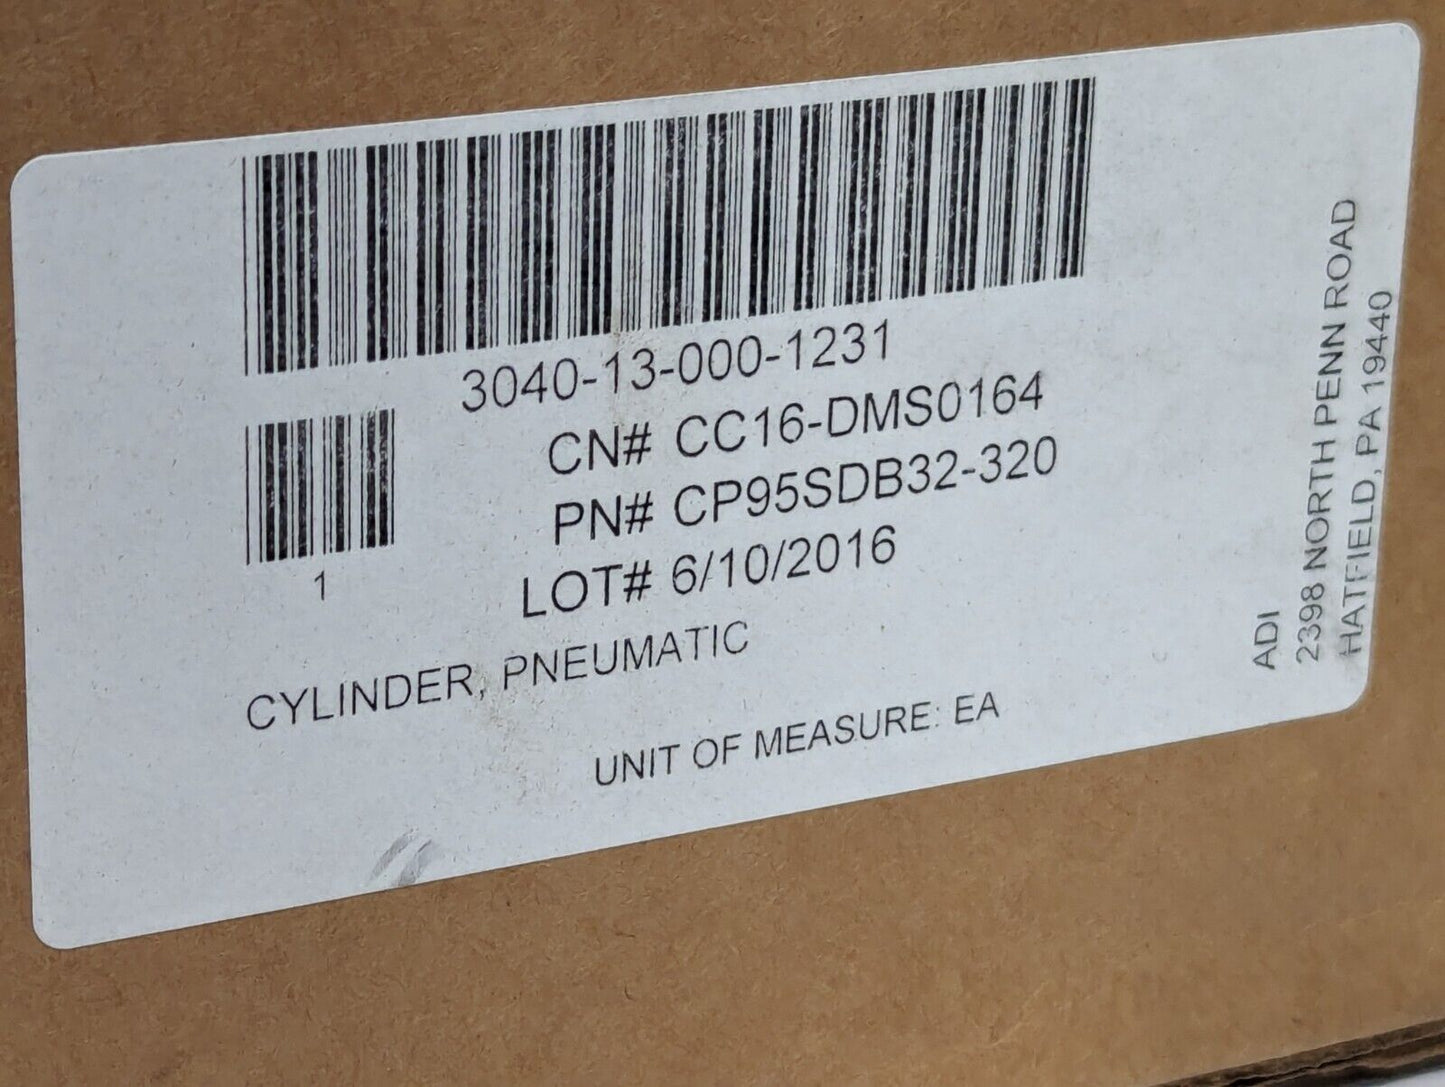 3040-13-000-1231
CN# CC16-DMS0164
PN# CP95SDB32-320
LOT# 6/10/2016
1
CYLINDER, PNEUMATIC
UNIT OF MEASURE: EA
ADI
2398 NORTH PENN ROAD
HATFIELD, PA 19440